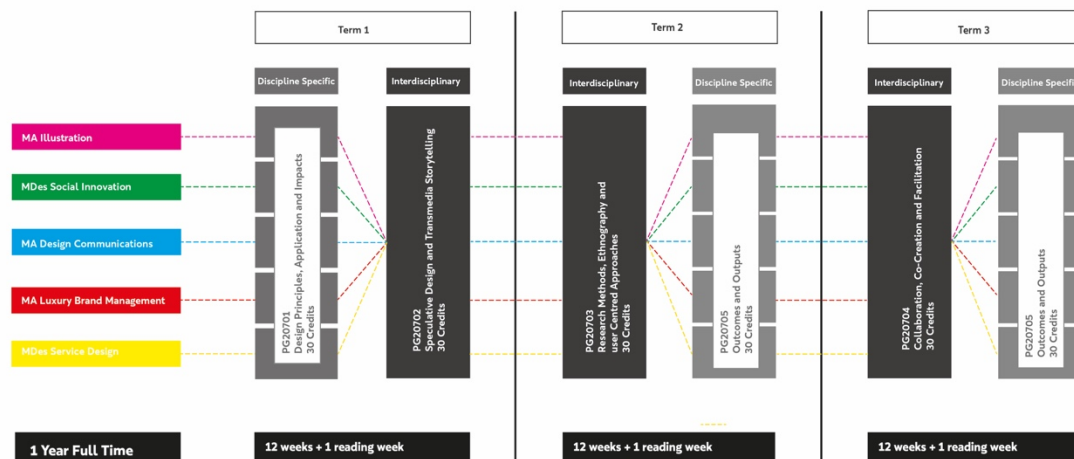 Term 1
Term 2
Term 3
Discipline Specific
Interdisciplinary
Interdisciplinary
Discipline Specific
Interdisciplinary
Discipline Specific
MA Illustration
MDes Social Innovation
MA Design Communications
MA Luxury Brand Management
MDes Service Design
PG20701
Design Principles, Application and Impacts
30 Credits
PG20702
Speculative Design and Transmedia Storytelling
30 Credits
PG20703
Research Methods, Ethnography and
user Centred Approaches
30 Credits
PG20705
Outcomes and Outputs
30 Credits
PG20704
Collaboration, Co-Creation and Facilitation
30 Credits
PG20705
Outcomes and Outputs
30 Credits
1 Year Full Time
12 weeks + 1 reading week
12 weeks + 1 reading week
12 weeks + 1 reading week